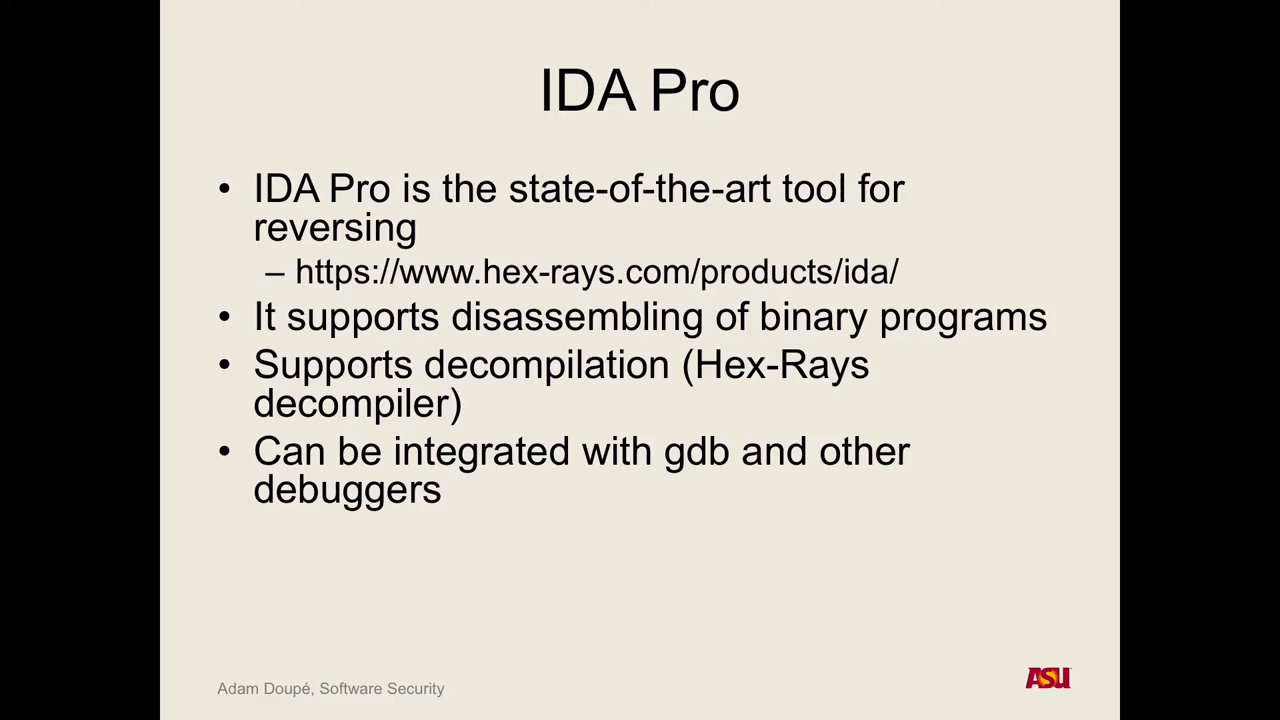 IDA Pro
• IDA Pro is the state-of-the-art tool for
reversing
– https://www.hex-rays.com/products/ida/
• It supports disassembling of binary programs
• Supports decompilation (Hex-Rays
decompiler)
• Can be integrated with gdb and other
debuggers
Adam Doupé, Software Security
ASU